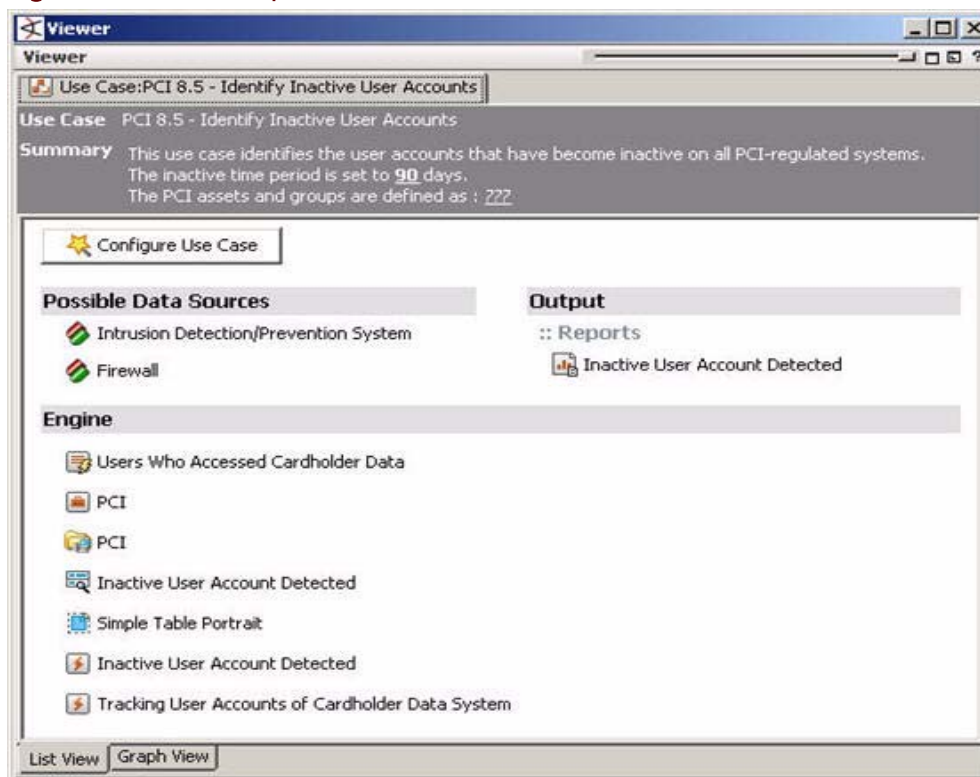 Viewer
Viewer
Use Case:PCI 8.5 - Identify Inactive User Accounts
Use Case PCI 8.5 - Identify Inactive User Accounts
Summary This use case identifies the user accounts that have become inactive on all PCI-regulated systems.
The inactive time period is set to 90 days.
The PCI assets and groups are defined as : ???
Configure Use Case
Possible Data Sources
Intrusion Detection/Prevention System
Firewall
Output
:: Reports
Inactive User Account Detected
Engine
Users Who Accessed Cardholder Data
PCI
PCI
Inactive User Account Detected
Simple Table Portrait
Inactive User Account Detected
Tracking User Accounts of Cardholder Data System
List View Graph View